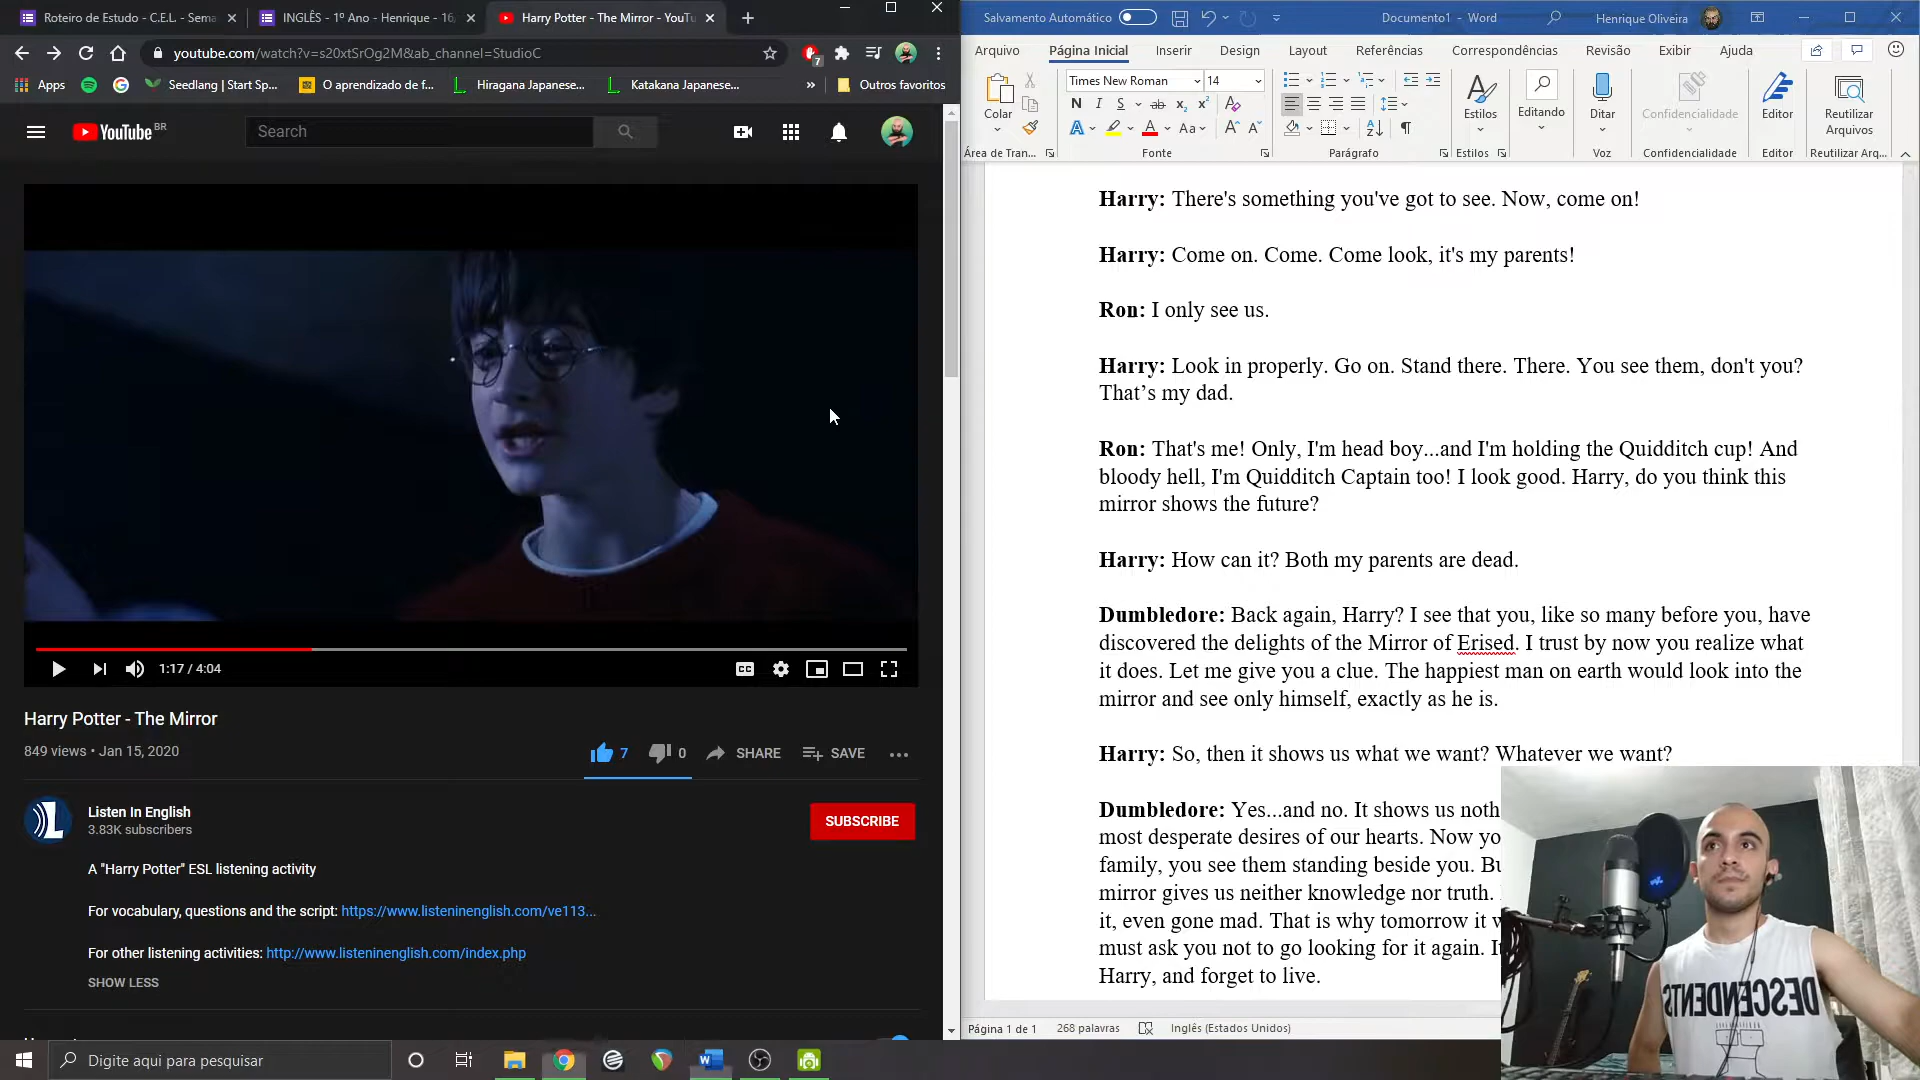 Roteiro de Estudo - C.E.L. - Sema
INGLÊS - 1º Ano - Henrique - 16
Harry Potter - The Mirror - YouTu
youtube.com/watch?v=s20xtSrOg2M&ab_channel=StudioC
7
Apps
Seedlang | Start Sp...
O aprendizado de f...
Hiragana Japanese...
Katakana Japanese...
»
Outros favoritos
YouTube BR
Search
1:17 / 4:04
CC
Harry Potter - The Mirror
849 views • Jan 15, 2020
7
0
SHARE
SAVE
Listen In English
3.83K subscribers
SUBSCRIBE
A "Harry Potter" ESL listening activity
For vocabulary, questions and the script: https://www.listeninenglish.com/ve113...
For other listening activities: http://www.listeninenglish.com/index.php
SHOW LESS
Digite aqui para pesquisar
Salvamento Automático
Documento1 - Word
Henrique Oliveira
Arquivo
Página Inicial
Inserir
Design
Layout
Referências
Correspondências
Revisão
Exibir
Ajuda
Times New Roman
14
N I S ab x₂ x²
A A Aa A A
Colar
Estilos
Editando
Ditar
Confidencialidade
Editor
Reutilizar
Arquivos
Área de Tran...
Fonte
Parágrafo
Estilos
Voz
Confidencialidade
Editor
Reutilizar Arq...
Harry: There's something you've got to see. Now, come on!
Harry: Come on. Come. Come look, it's my parents!
Ron: I only see us.
Harry: Look in properly. Go on. Stand there. There. You see them, don't you?
That’s my dad.
Ron: That's me! Only, I'm head boy...and I'm holding the Quidditch cup! And
bloody hell, I'm Quidditch Captain too! I look good. Harry, do you think this
mirror shows the future?
Harry: How can it? Both my parents are dead.
Dumbledore: Back again, Harry? I see that you, like so many before you, have
discovered the delights of the Mirror of Erised. I trust by now you realize what
it does. Let me give you a clue. The happiest man on earth would look into the
mirror and see only himself, exactly as he is.
Harry: So, then it shows us what we want? Whatever we want?
Dumbledore: Yes...and no. It shows us noth
most desperate desires of our hearts. Now yo
family, you see them standing beside you. Bu
mirror gives us neither knowledge nor truth.
it, even gone mad. That is why tomorrow it w
must ask you not to go looking for it again. It
Harry, and forget to live.
DESCENDENTS
Página 1 de 1
268 palavras
Inglês (Estados Unidos)